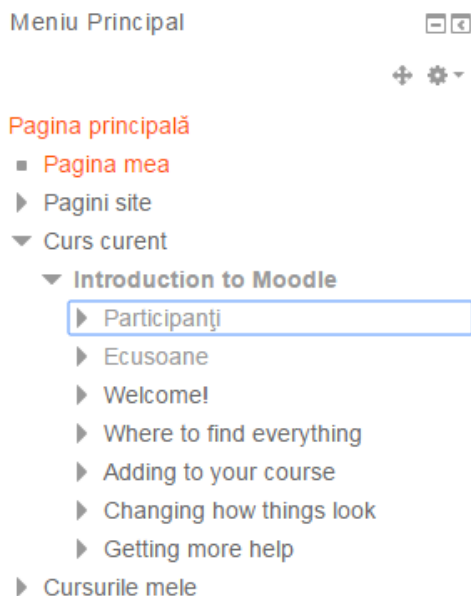 Meniu Principal
Pagina principală
Pagina mea
Pagini site
Curs curent
Introduction to Moodle
Participanţi
Ecusoane
Welcome!
Where to find everything
Adding to your course
Changing how things look
Getting more help
Cursurile mele